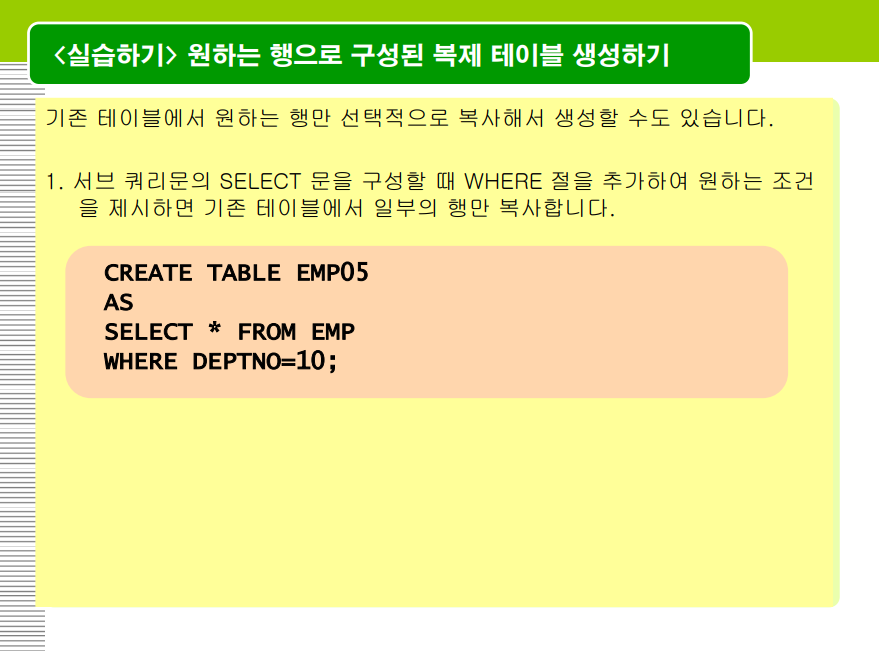 <실습하기> 원하는 행으로 구성된 복제 테이블 생성하기
기존 테이블에서 원하는 행만 선택적으로 복사해서 생성할 수도 있습니다.
1. 서브 쿼리문의 SELECT 문을 구성할 때 WHERE 절을 추가하여 원하는 조건
을 제시하면 기존 테이블에서 일부의 행만 복사합니다.
CREATE TABLE EMP05
AS
SELECT * FROM EMP
WHERE DEPTNO=10;